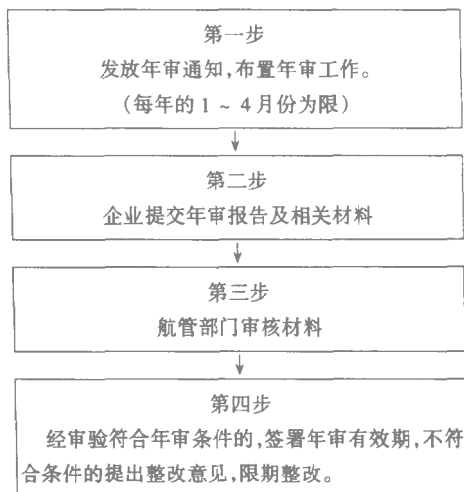 第一步
发放年审通知,布置年审工作。
(每年的1~4月份为限)
第二步
企业提交年审报告及相关材料
第三步
航管部门审核材料
第四步
经审验符合年审条件的,签署年审有效期,不符
合条件的提出整改意见,限期整改。